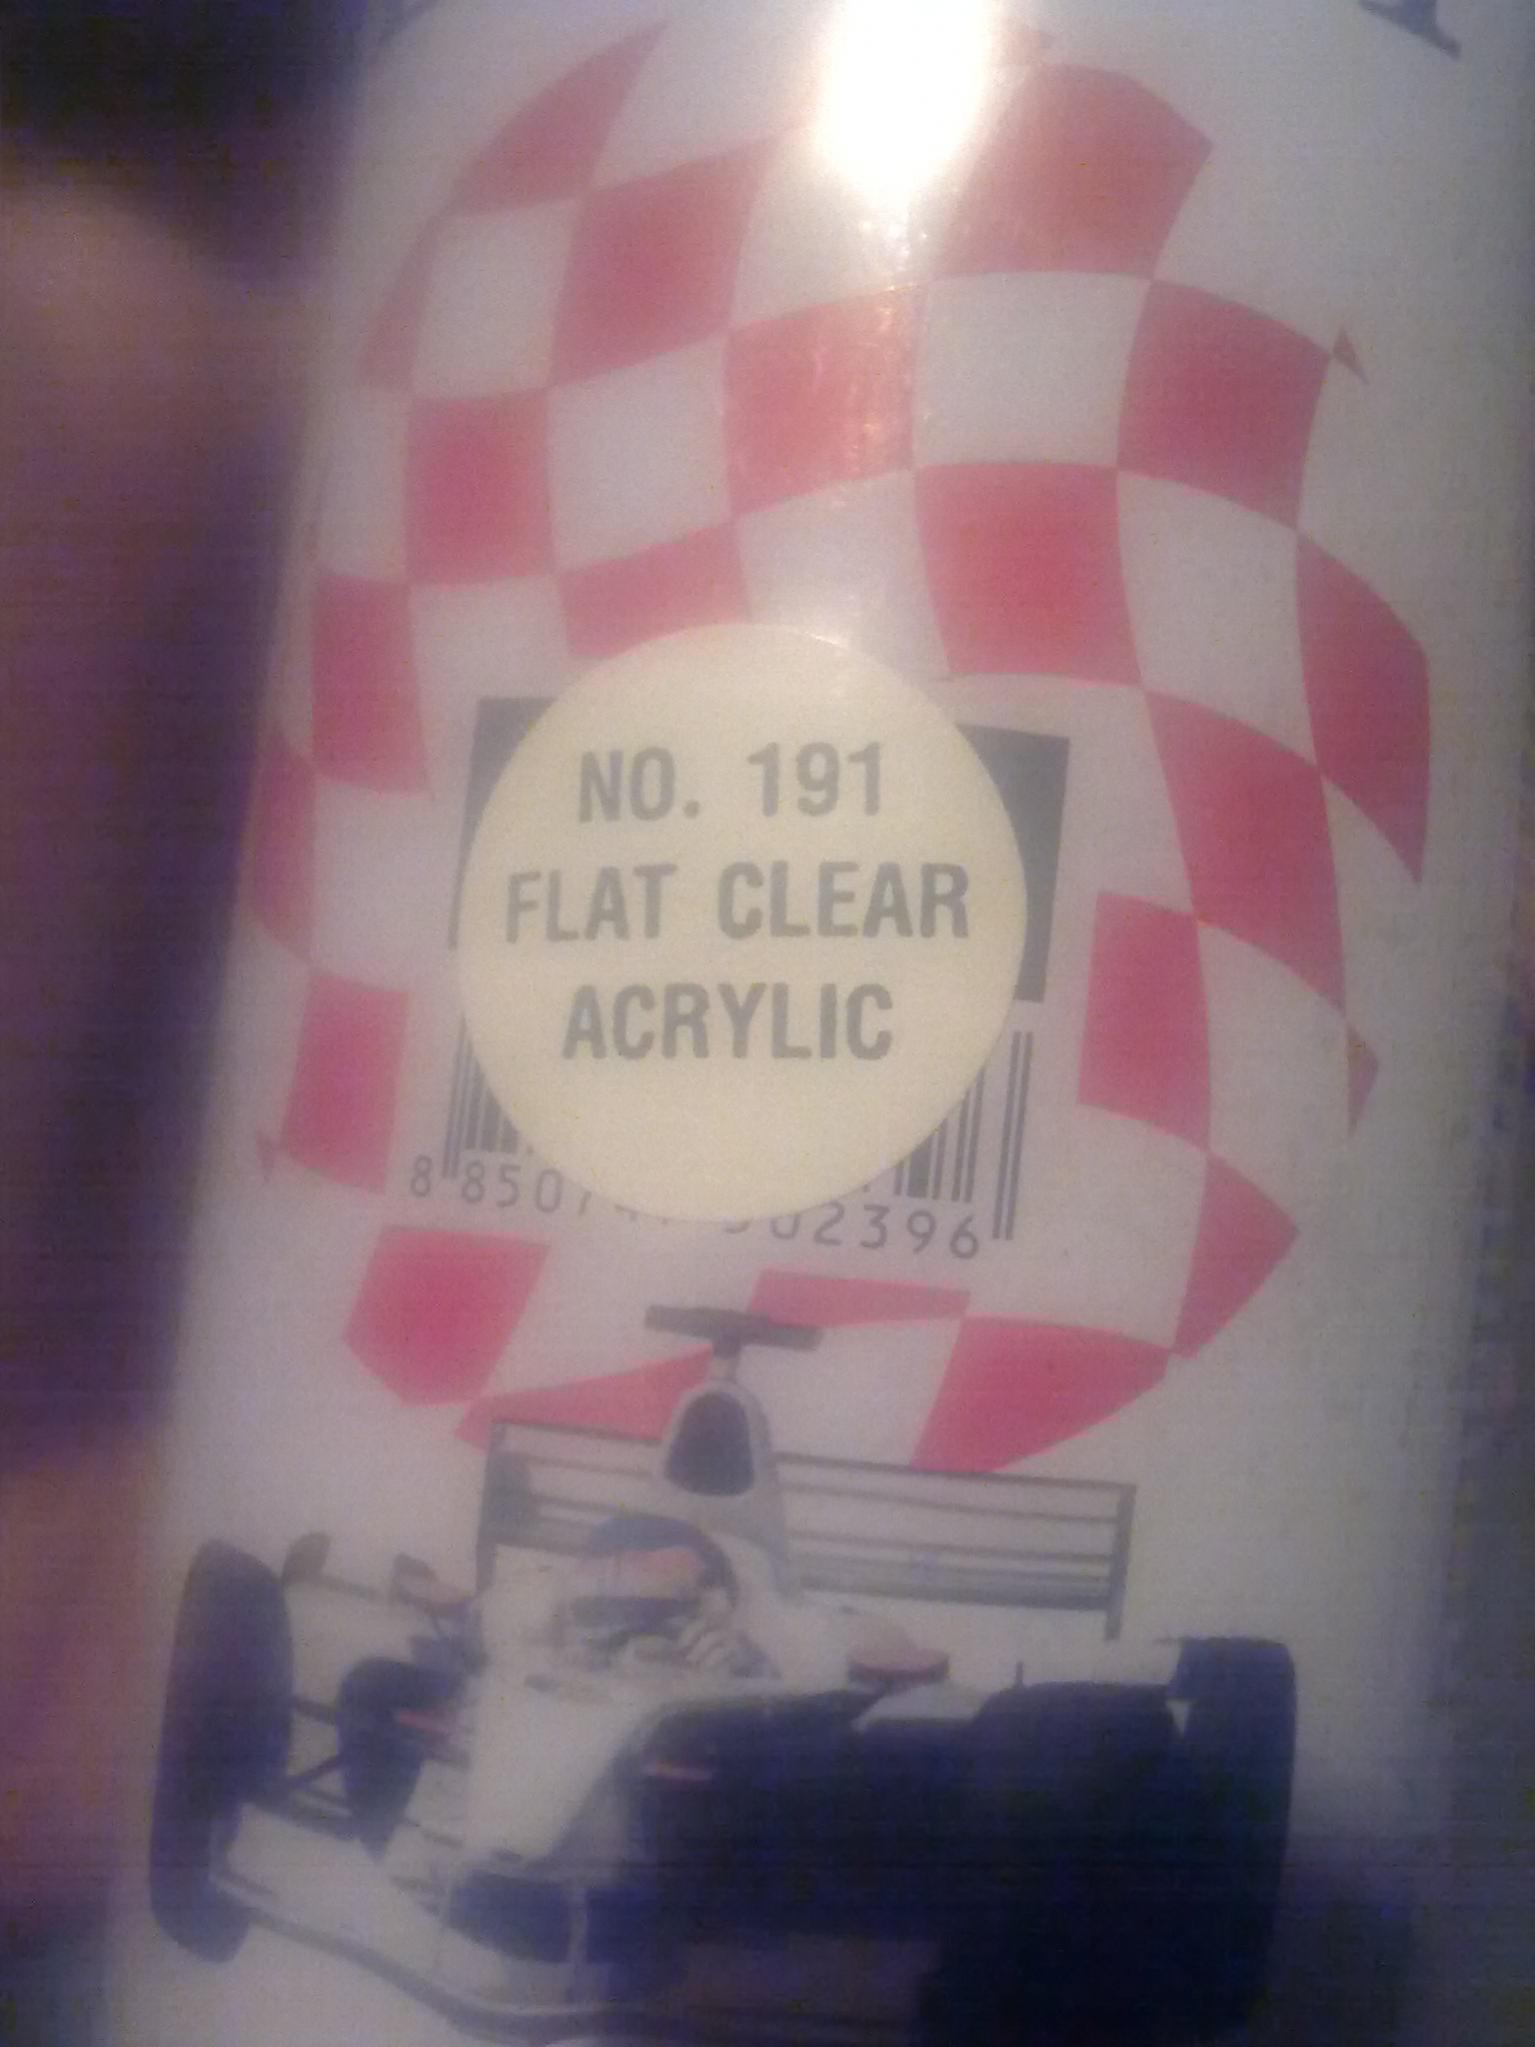 NO. 191
FLAT CLEAR
ACRYLIC